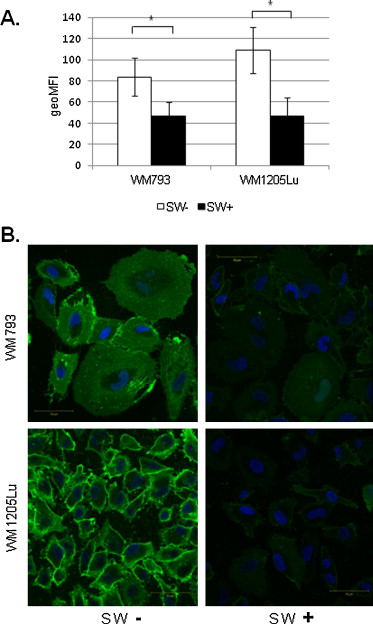 A.
*
*
140
120
100
80
60
40
20
0
geoMFI
WM793
WM1205Lu
SW-
SW+
B.
WM793
WM1205Lu
SW -
SW +